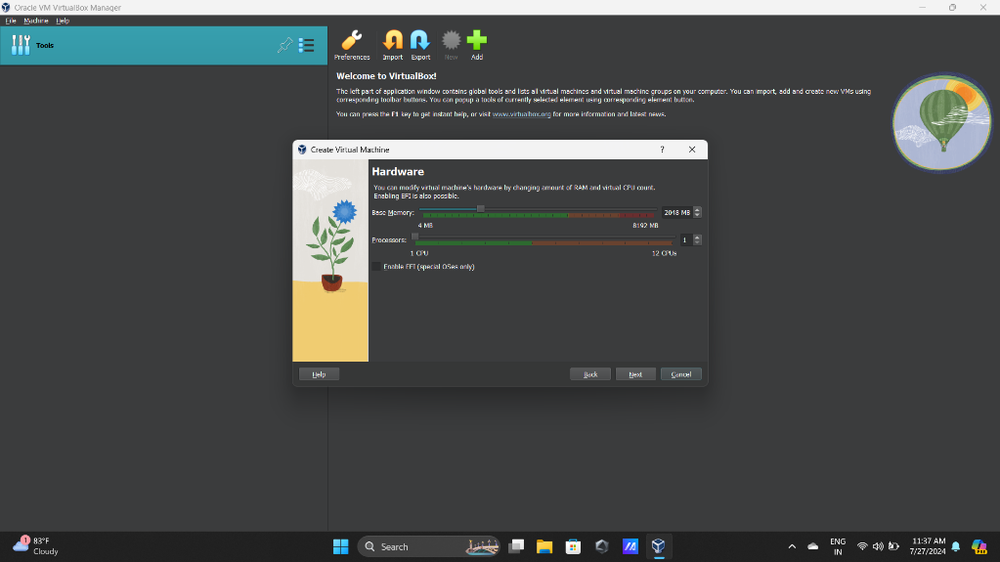 Oracle VM VirtualBox Manager
File Machine Help
Tools
Preferences Import Export New Add
Welcome to VirtualBox!
The left part of application window contains global tools and lists all virtual machines and virtual machine groups on your computer. You can import, add and create new VMs using
corresponding toolbar buttons. You can popup a tools of currently selected element using corresponding element button.
You can press the F1 key to get instant help, or visit www.virtualbox.org for more information and latest news.
Create Virtual Machine ?
Hardware
You can modify virtual machine's hardware by changing amount of RAM and virtual CPU count.
Enabling EFI is also possible.
Base Memory: 2048 MB
4 MB 8192 MB
Processors: 1
1 CPU 12 CPUs
Enable EFI (special OSes only)
Help Back Next Cancel
1 83°F
Cloudy
Search
ENG
IN
11:37 AM
7/27/2024